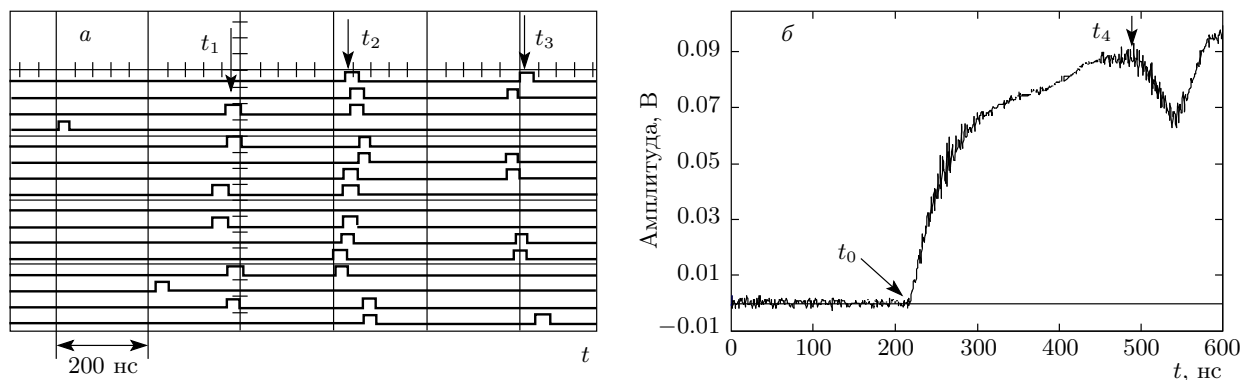 а
t₁
t₂
t₃
200 нс
t
б
Амплитуда, В
0.09
0.07
0.05
0.03
0.01
−0.01
t₀
t₄
0 100 200 300 400 500 600
t, нс